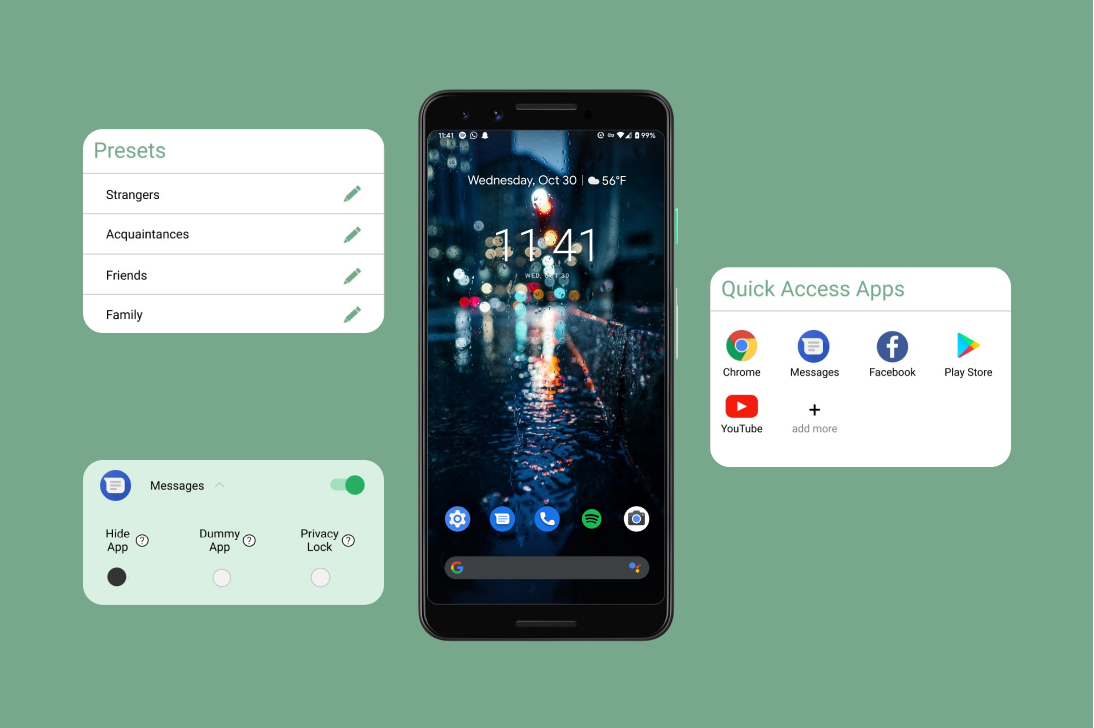 Presets
Strangers
Acquaintances
Friends
Family
Messages
Hide
App
?
Dummy
App
?
Privacy
Lock
?
11:41
99%
Wednesday, Oct 30 | 56°F
11 41
WED, OCT 30
G
Quick Access Apps
Chrome
Messages
Facebook
Play Store
YouTube
+
add more